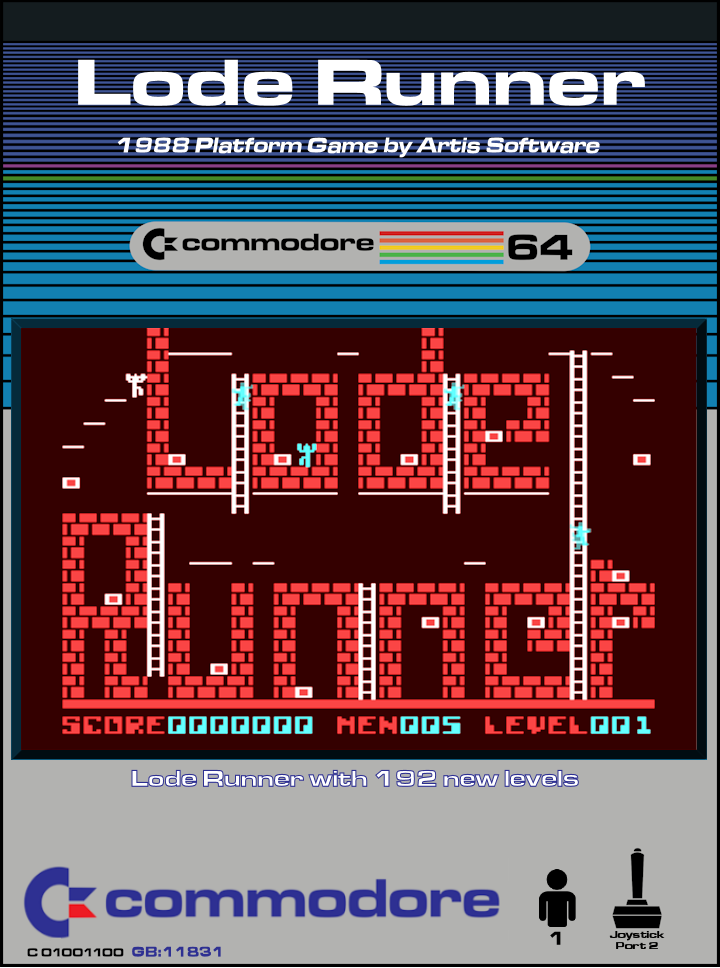 Lode Runner
1988 Platform Game by Artis Software
commodore 64
Lode
Runner
SCORE0000000 MEN005 LEVEL001
Lode Runner with 192 new levels
commodore
1
Joystick
Port 2
C 01001100 GB:11831